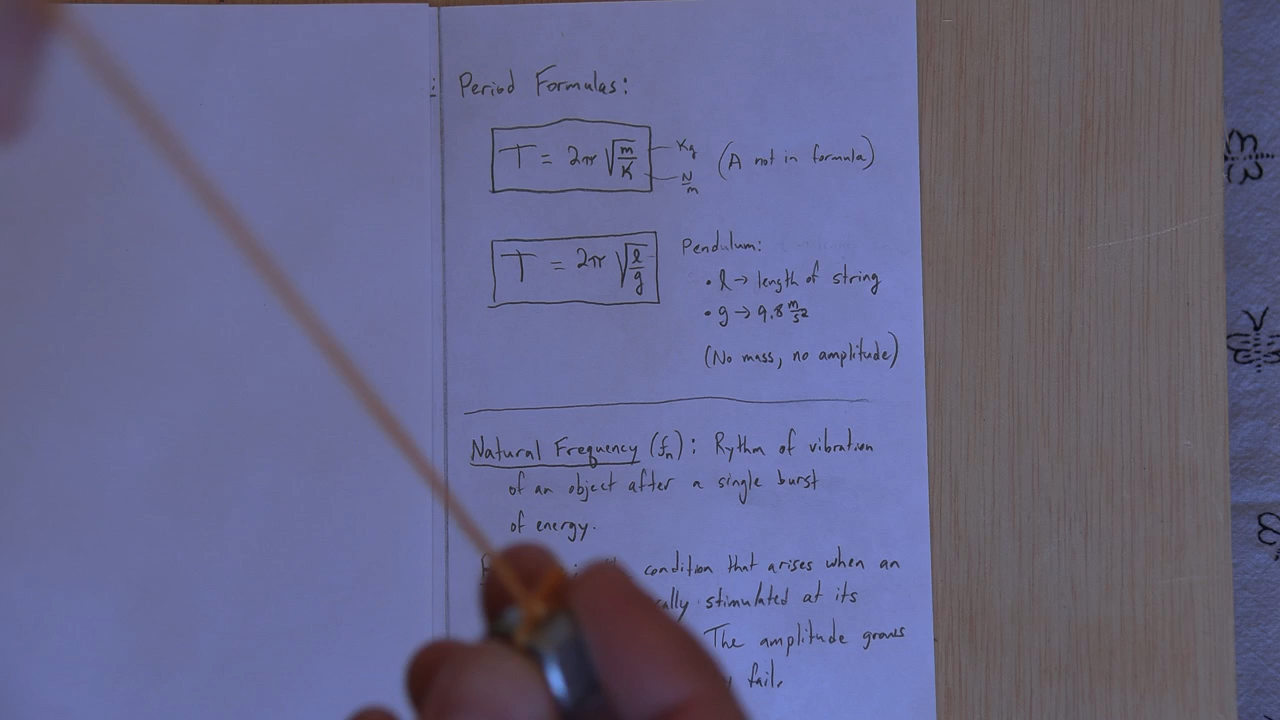 Period Formulas:
T = 2π √(m/K) Kg N/m (A not in formula)
T = 2π √(l/g) Pendulum:
• l → length of string
• g → 9.8 m/s²
(No mass, no amplitude)
Natural Frequency (fn): Rythm of vibration
of an object after a single burst
of energy.
condition that arises when an
stimulated at its
The amplitude grows
fail.